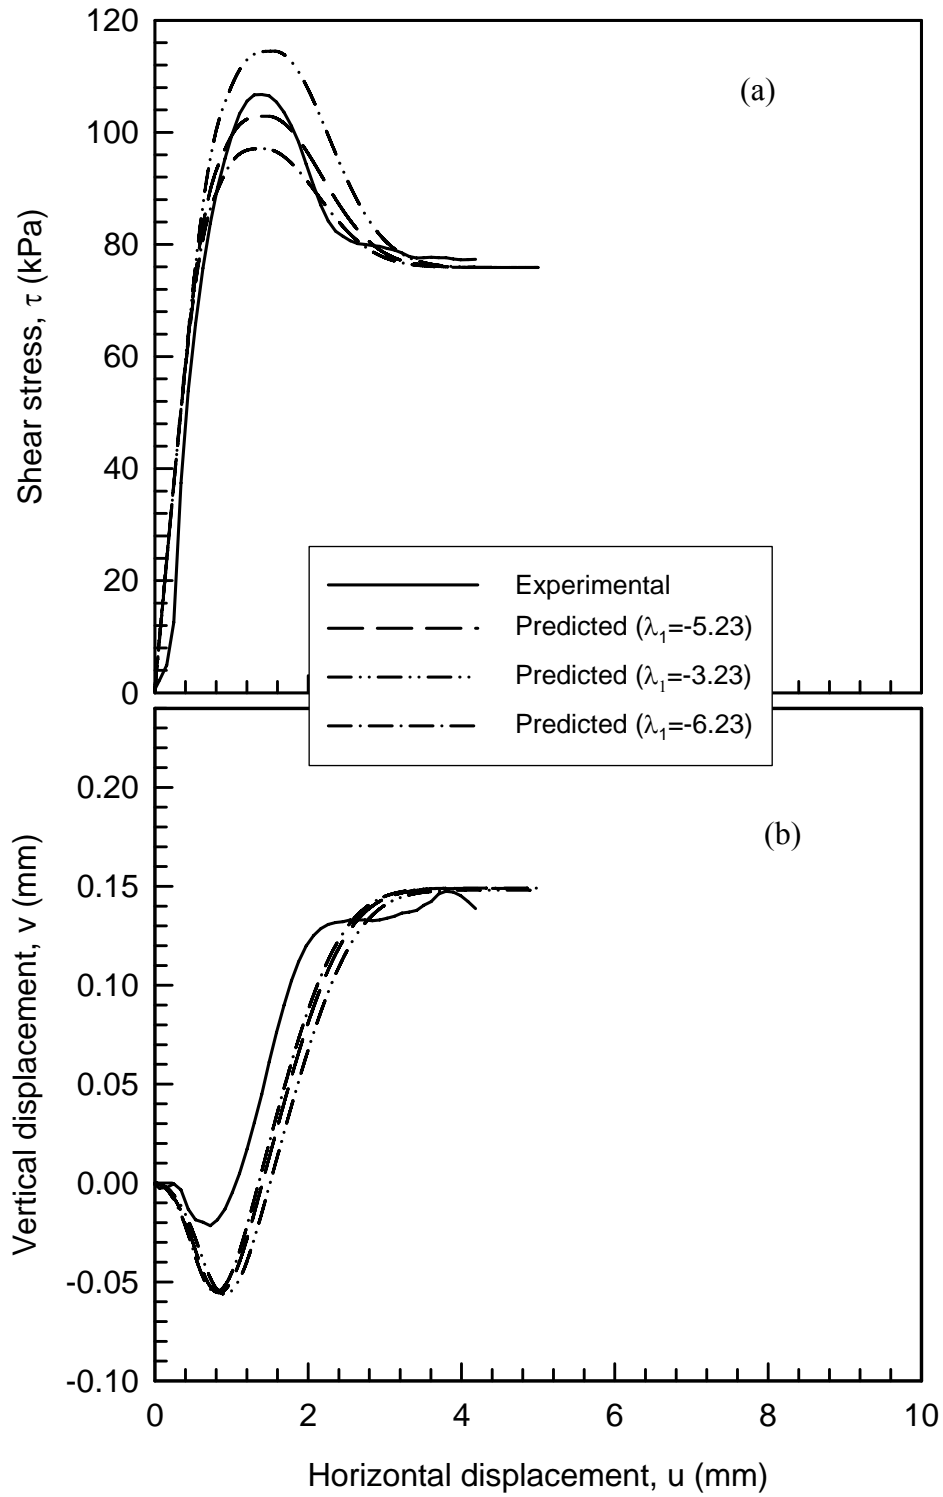 120
100
80
60
40
20
0
Shear stress, τ (kPa)
(a)
Experimental
Predicted (λ₁=-5.23)
Predicted (λ₁=-3.23)
Predicted (λ₁=-6.23)
0.20
0.15
0.10
0.05
0.00
-0.05
-0.10
Vertical displacement, v (mm)
(b)
0 2 4 6 8 10
Horizontal displacement, u (mm)